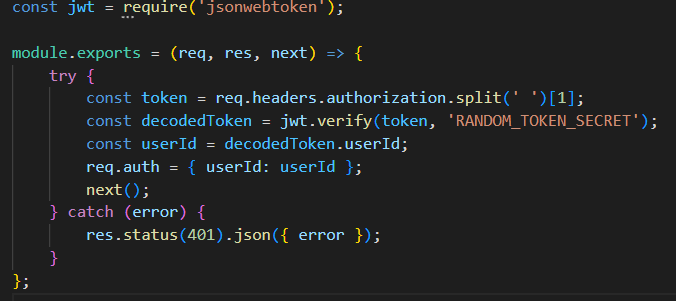 const jwt = require('jsonwebtoken');
module.exports = (req, res, next) => {
    try {
        const token = req.headers.authorization.split(' ')[1];
        const decodedToken = jwt.verify(token, 'RANDOM_TOKEN_SECRET');
        const userId = decodedToken.userId;
        req.auth = { userId: userId };
        next();
    } catch (error) {
        res.status(401).json({ error });
    }
};